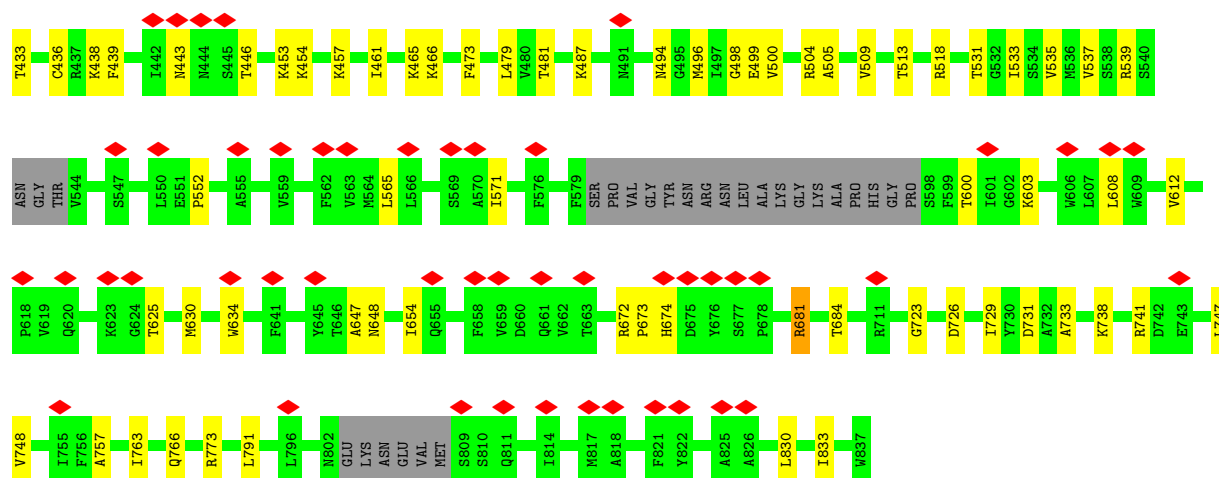 T433 C436 R437 K438 F439 I442 N443 N444 S445 T446 K453 K454 K457 I461 K465 K466 F473 L479 V480 T481 K487 N491 N494 G495 M496 I497 G498 E499 V500 R504 A505 V509 T513 R518 T531 G532 I533 S534 V535 M536 V537 S538 R539 S540
ASN GLY THR V544 S547 L550 E551 P552 A555 V559 F562 V563 M564 L565 L566 S569 A570 I571 F576 F579 SER PRO VAL GLY TYR ASN ARG ASN LEU ALA LYS GLY LYS ALA PRO HIS GLY PRO S598 F599 T600 I601 G602 K603 W606 L607 L608 W609 V612
P618 V619 Q620 K623 G624 T625 M630 W634 F641 Y645 T646 A647 N648 I654 Q655 F658 V659 D660 Q661 V662 T663 R672 P673 H674 D675 Y676 S677 P678 R681 T684 R711 G723 D726 I729 Y730 D731 A732 A733 K738 R741 D742 E743
V748 I755 F756 A757 I763 Q766 R773 L791 L796 N802 GLU LYS ASN GLU VAL MET S809 S810 Q811 I814 M817 A818 F821 Y822 A825 A826 L830 I833 W837